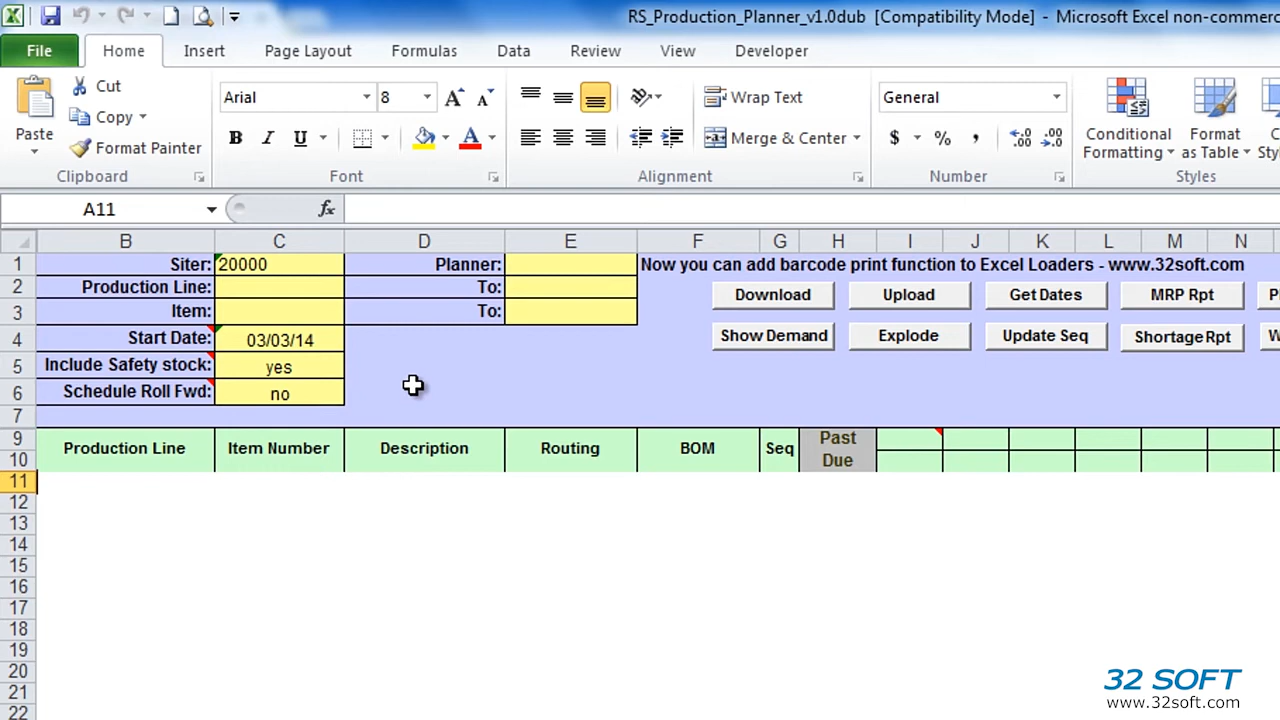 RS_Production_Planner_v1.0dub [Compatibility Mode] - Microsoft Excel non-commerc
File Home Insert Page Layout Formulas Data Review View Developer
Paste Cut Copy Format Painter
Arial 8 Wrap Text General
B I U Merge & Center $ % , Conditional Formatting Format as Table
Clipboard Font Alignment Number Styles
A11 fx
B C D E F G H I J K L M N
1 Siter: 20000 Planner: Now you can add barcode print function to Excel Loaders - www.32soft.com
2 Production Line: To: Download Upload Get Dates MRP Rpt
3 Item: To:
4 Start Date: 03/03/14 Show Demand Explode Update Seq Shortage Rpt
5 Include Safety stock: yes
6 Schedule Roll Fwd: no
7
9 Production Line Item Number Description Routing BOM Seq Past
10 Due
11
12
13
14
15
16
17
18
19
20
21
22
32 SOFT
www.32soft.com